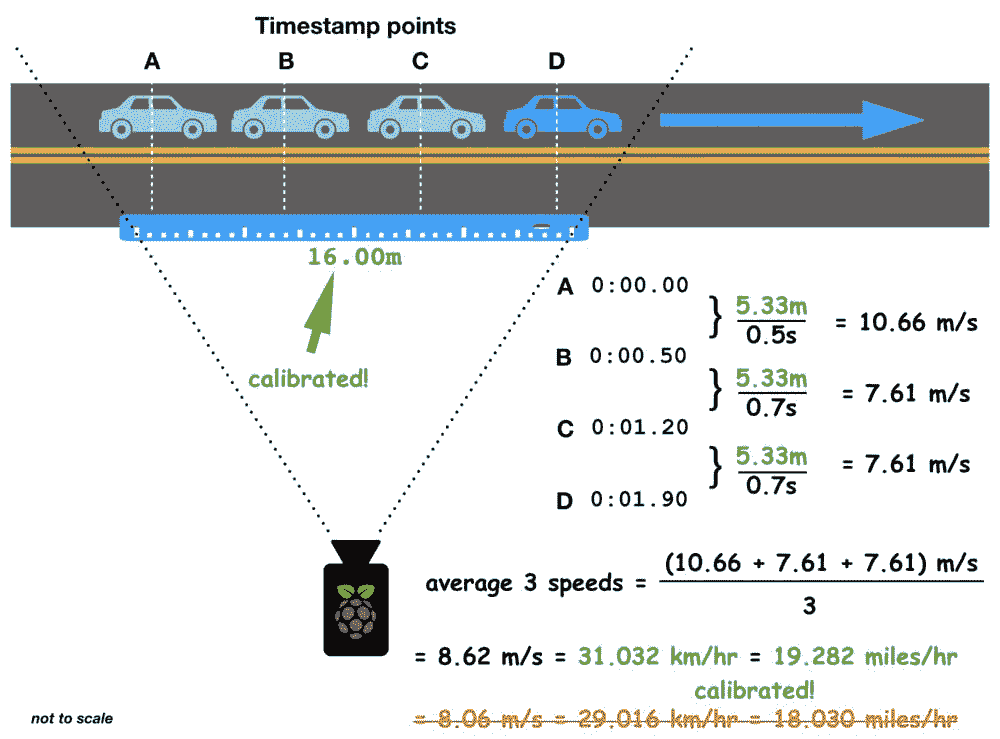 Timestamp points
A B C D
16.00m
calibrated!
A 0:00.00
} 5.33m / 0.5s = 10.66 m/s
B 0:00.50
} 5.33m / 0.7s = 7.61 m/s
C 0:01.20
} 5.33m / 0.7s = 7.61 m/s
D 0:01.90
average 3 speeds = (10.66 + 7.61 + 7.61) m/s / 3
= 8.62 m/s = 31.032 km/hr = 19.282 miles/hr
calibrated!
= 8.06 m/s = 29.016 km/hr = 18.030 miles/hr
not to scale